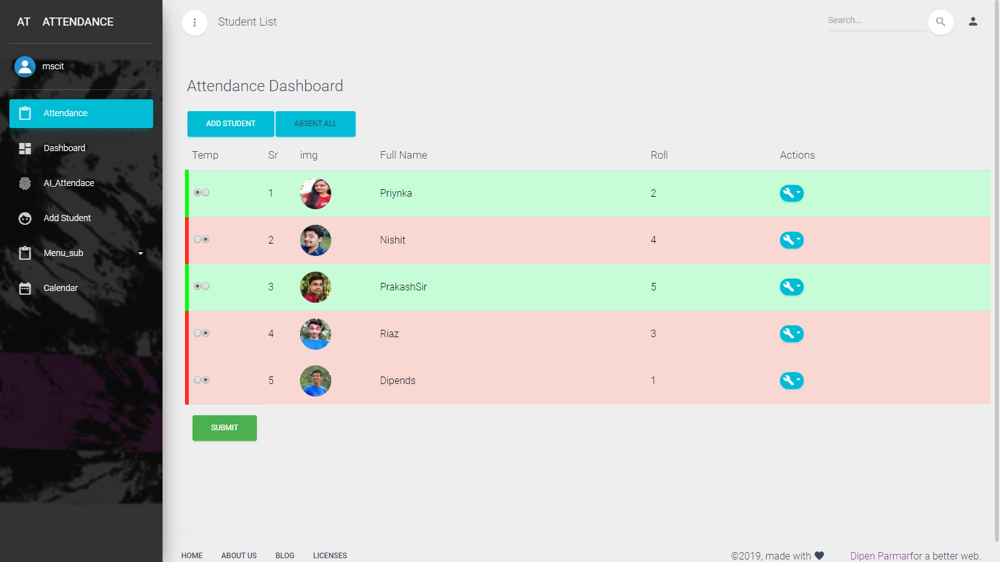 AT ATTENDANCE
mscit
Attendance
Dashboard
AI_Attendace
Add Student
Menu_sub
Calendar
Student List
Search...
Attendance Dashboard
ADD STUDENT ABSENT ALL
Temp Sr img Full Name Roll Actions
1 Priynka 2
2 Nishit 4
3 PrakashSir 5
4 Riaz 3
5 Dipends 1
SUBMIT
HOME ABOUT US BLOG LICENSES ©2019, made with Dipen Parmarfor a better web.